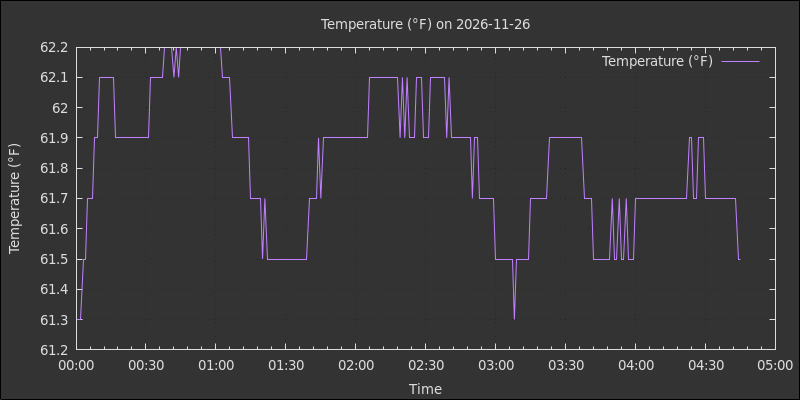 Temperature (°F) on 2026-11-26
Temperature (°F)
Temperature (°F)
62.2
62.1
62
61.9
61.8
61.7
61.6
61.5
61.4
61.3
61.2
00:00 00:30 01:00 01:30 02:00 02:30 03:00 03:30 04:00 04:30 05:00
Time